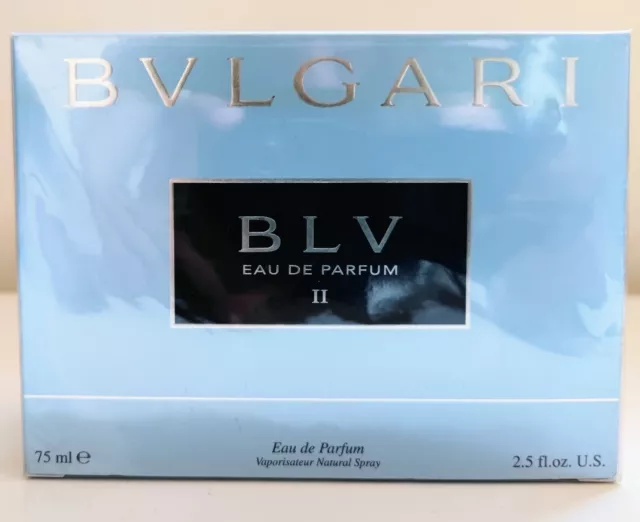 BVLGARI
BLV
EAU DE PARFUM
II
Eau de Parfum
75 ml ℮ Vaporisateur Natural Spray 2.5 fl.oz. U.S.